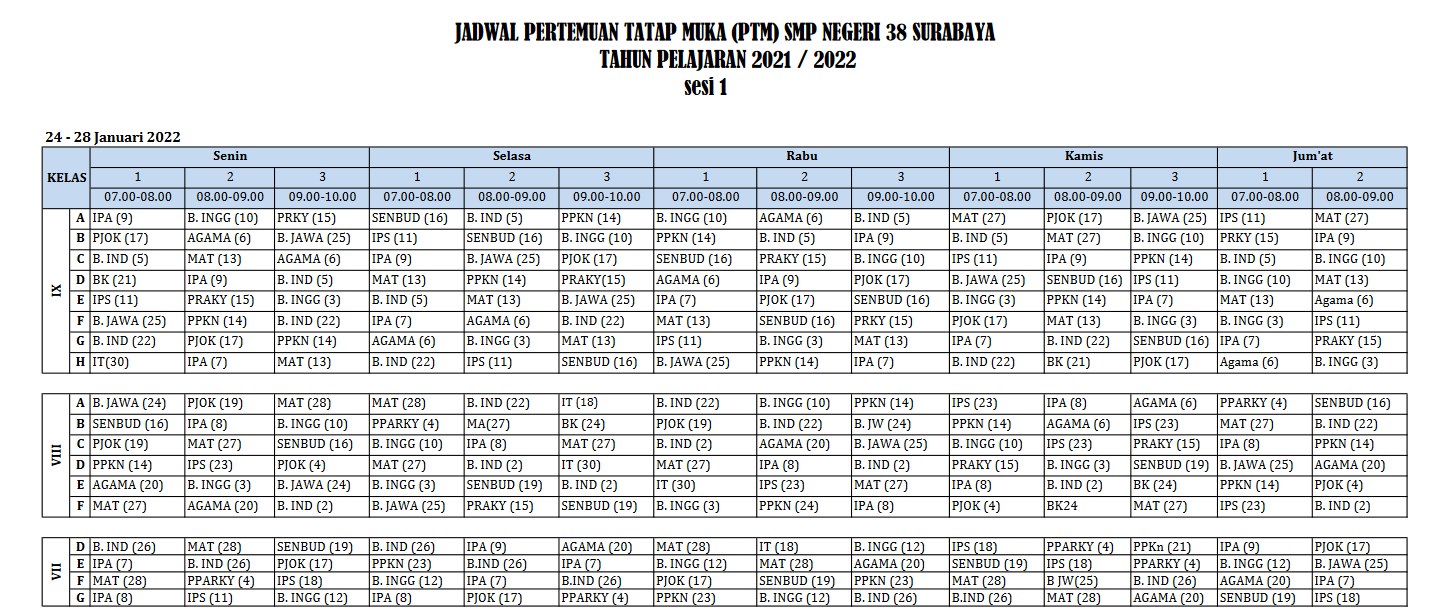 JADWAL PERTEMUAN TATAP MUKA (PTM) SMP NEGERI 38 SURABAYA
TAHUN PELAJARAN 2021 / 2022
sesi 1
24 - 28 Januari 2022
KELAS Senin Selasa Rabu Kamis Jum'at
1 2 3 1 2 3 1 2 3 1 2 3 1 2
07.00-08.00 08.00-09.00 09.00-10.00 07.00-08.00 08.00-09.00 09.00-10.00 07.00-08.00 08.00-09.00 09.00-10.00 07.00-08.00 08.00-09.00 09.00-10.00 07.00-08.00 08.00-09.00
IX
A IPA (9) B. INGG (10) PRKY (15) SENBUD (16) B. IND (5) PPKN (14) B. INGG (10) AGAMA (6) B. IND (5) MAT (27) PJOK (17) B. JAWA (25) IPS (11) MAT (27)
B PJOK (17) AGAMA (6) B. JAWA (25) IPS (11) SENBUD (16) B. INGG (10) PPKN (14) B. IND (5) IPA (9) B. IND (5) MAT (27) B. INGG (10) PRKY (15) IPA (9)
C B. IND (5) MAT (13) AGAMA (6) IPA (9) B. JAWA (25) PJOK (17) SENBUD (16) PRAKY (15) B. INGG (10) IPS (11) IPA (9) PPKN (14) B. IND (5) B. INGG (10)
D BK (21) IPA (9) B. IND (5) MAT (13) PPKN (14) PRAKY(15) AGAMA (6) IPA (9) PJOK (17) B. JAWA (25) SENBUD (16) IPS (11) B. INGG (10) MAT (13)
E IPS (11) PRAKY (15) B. INGG (3) B. IND (5) MAT (13) B. JAWA (25) IPA (7) PJOK (17) SENBUD (16) B. INGG (3) PPKN (14) IPA (7) MAT (13) Agama (6)
F B. JAWA (25) PPKN (14) B. IND (22) IPA (7) AGAMA (6) B. IND (22) MAT (13) SENBUD (16) PRKY (15) PJOK (17) MAT (13) B. INGG (3) B. INGG (3) IPS (11)
G B. IND (22) PJOK (17) PPKN (14) AGAMA (6) B. INGG (3) MAT (13) IPS (11) B. INGG (3) MAT (13) IPA (7) B. IND (22) SENBUD (16) IPA (7) PRAKY (15)
H IT(30) IPA (7) MAT (13) B. IND (22) IPS (11) SENBUD (16) B. JAWA (25) PPKN (14) IPA (7) B. IND (22) BK (21) PJOK (17) Agama (6) B. INGG (3)
VIII
A B. JAWA (24) PJOK (19) MAT (28) MAT (28) B. IND (22) IT (18) B. IND (22) B. INGG (10) PPKN (14) IPS (23) IPA (8) AGAMA (6) PPARKY (4) SENBUD (16)
B SENBUD (16) IPA (8) B. INGG (10) PPARKY (4) MA(27) BK (24) PJOK (19) B. IND (22) B. JW (24) PPKN (14) AGAMA (6) IPS (23) MAT (27) B. IND (22)
C PJOK (19) MAT (27) SENBUD (16) B. INGG (10) IPA (8) MAT (27) B. IND (2) AGAMA (20) B. JAWA (25) B. INGG (10) IPS (23) PRAKY (15) IPA (8) PPKN (14)
D PPKN (14) IPS (23) PJOK (4) MAT (27) B. IND (2) IT (30) MAT (27) IPA (8) B. IND (2) PRAKY (15) B. INGG (3) SENBUD (19) B. JAWA (25) AGAMA (20)
E AGAMA (20) B. INGG (3) B. JAWA (24) B. INGG (3) SENBUD (19) B. IND (2) IT (30) IPS (23) MAT (27) IPA (8) B. IND (2) BK (24) PPKN (14) PJOK (4)
F MAT (27) AGAMA (20) B. IND (2) B. JAWA (25) PRAKY (15) SENBUD (19) B. INGG (3) PPKN (24) IPA (8) PJOK (4) BK24 MAT (27) IPS (23) B. IND (2)
VII
D B. IND (26) MAT (28) SENBUD (19) B. IND (26) IPA (9) AGAMA (20) MAT (28) IT (18) B. INGG (12) IPS (18) PPARKY (4) PPKn (21) IPA (9) PJOK (17)
E IPA (7) B. IND (26) PJOK (17) PPKN (23) B.IND (26) IPA (7) B. INGG (12) MAT (28) AGAMA (20) SENBUD (19) IPS (18) PPARKY (4) B. INGG (12) B. JAWA (25)
F MAT (28) PPARKY (4) IPS (18) B. INGG (12) IPA (7) B.IND (26) PJOK (17) SENBUD (19) PPKN (23) MAT (28) B JW(25) B. IND (26) AGAMA (20) IPA (7)
G IPA (8) IPS (11) B. INGG (12) IPA (8) PJOK (17) PPARKY (4) PPKN (23) B. INGG (12) B. IND (26) B.IND (26) MAT (28) AGAMA (20) SENBUD (19) IPS (18)